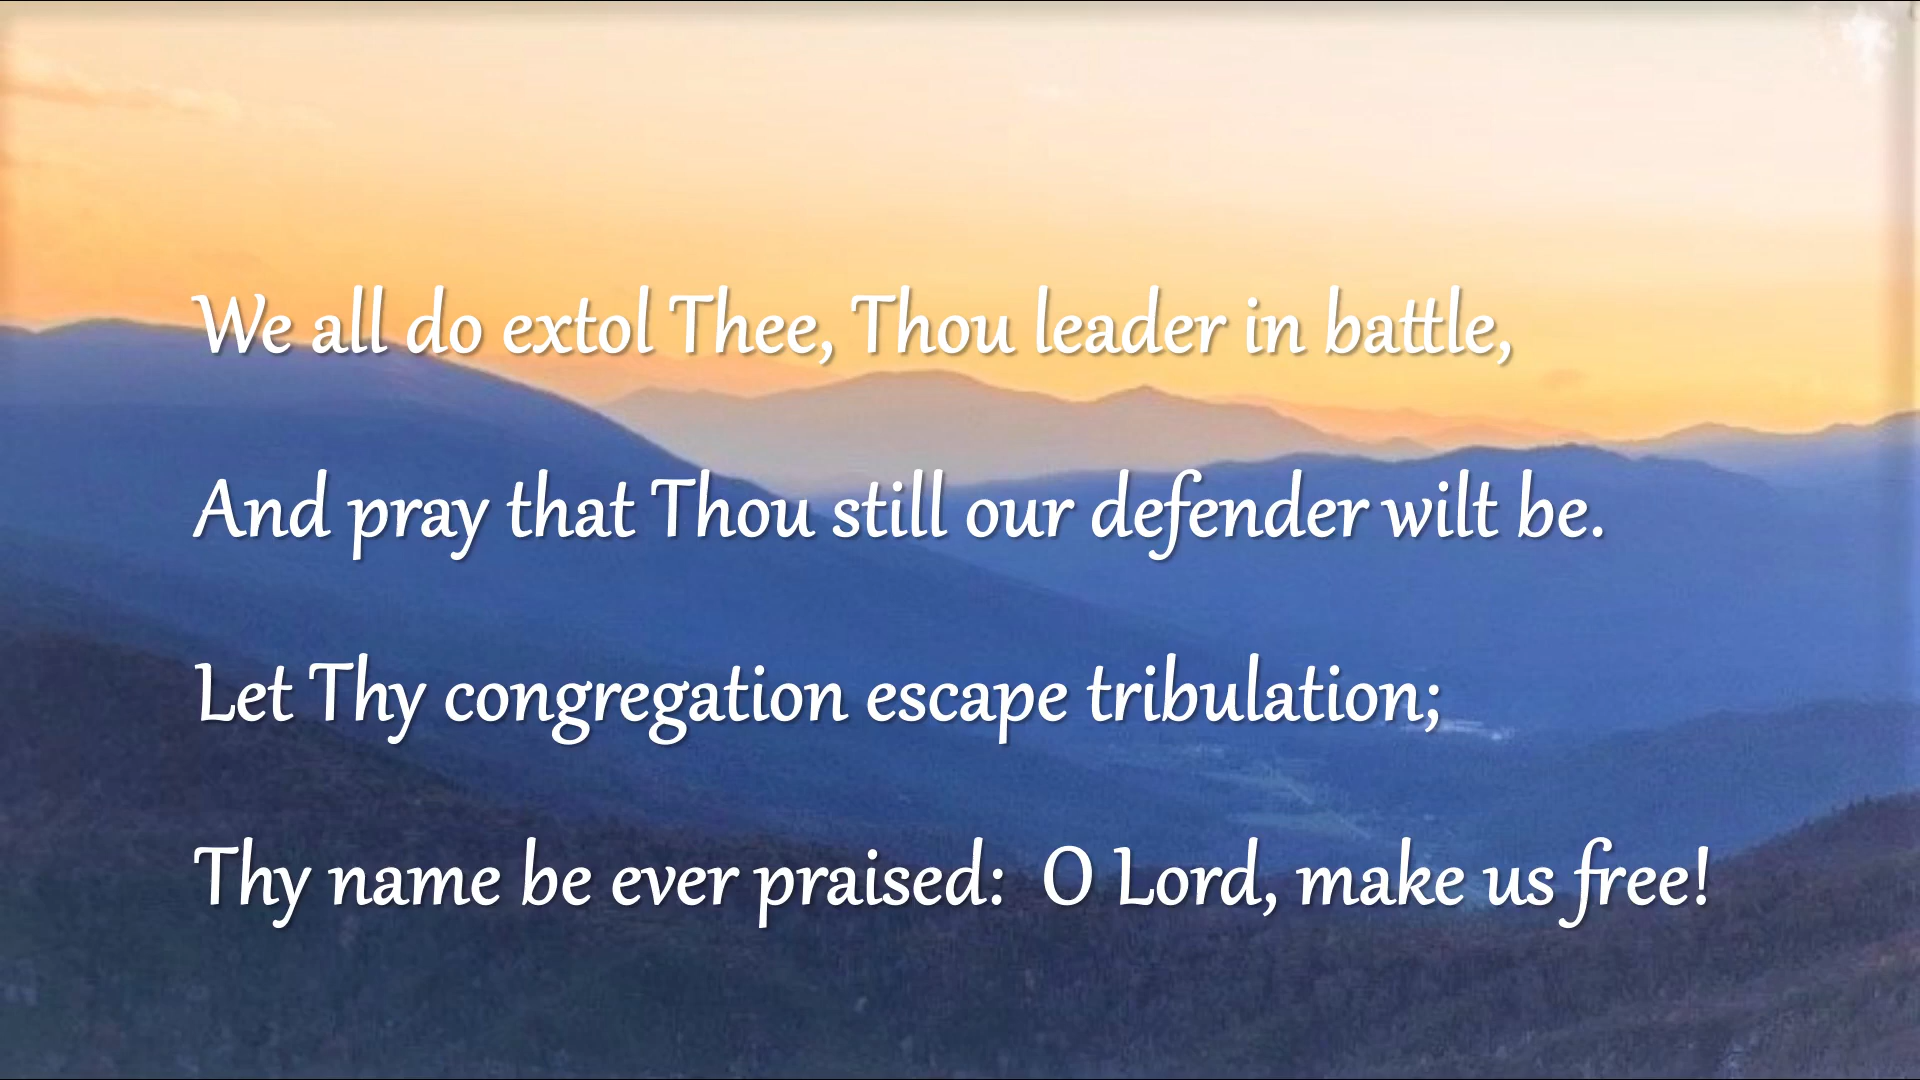 We all do extol Thee, Thou leader in battle,
And pray that Thou still our defender wilt be.
Let Thy congregation escape tribulation;
Thy name be ever praised:  O Lord, make us free!